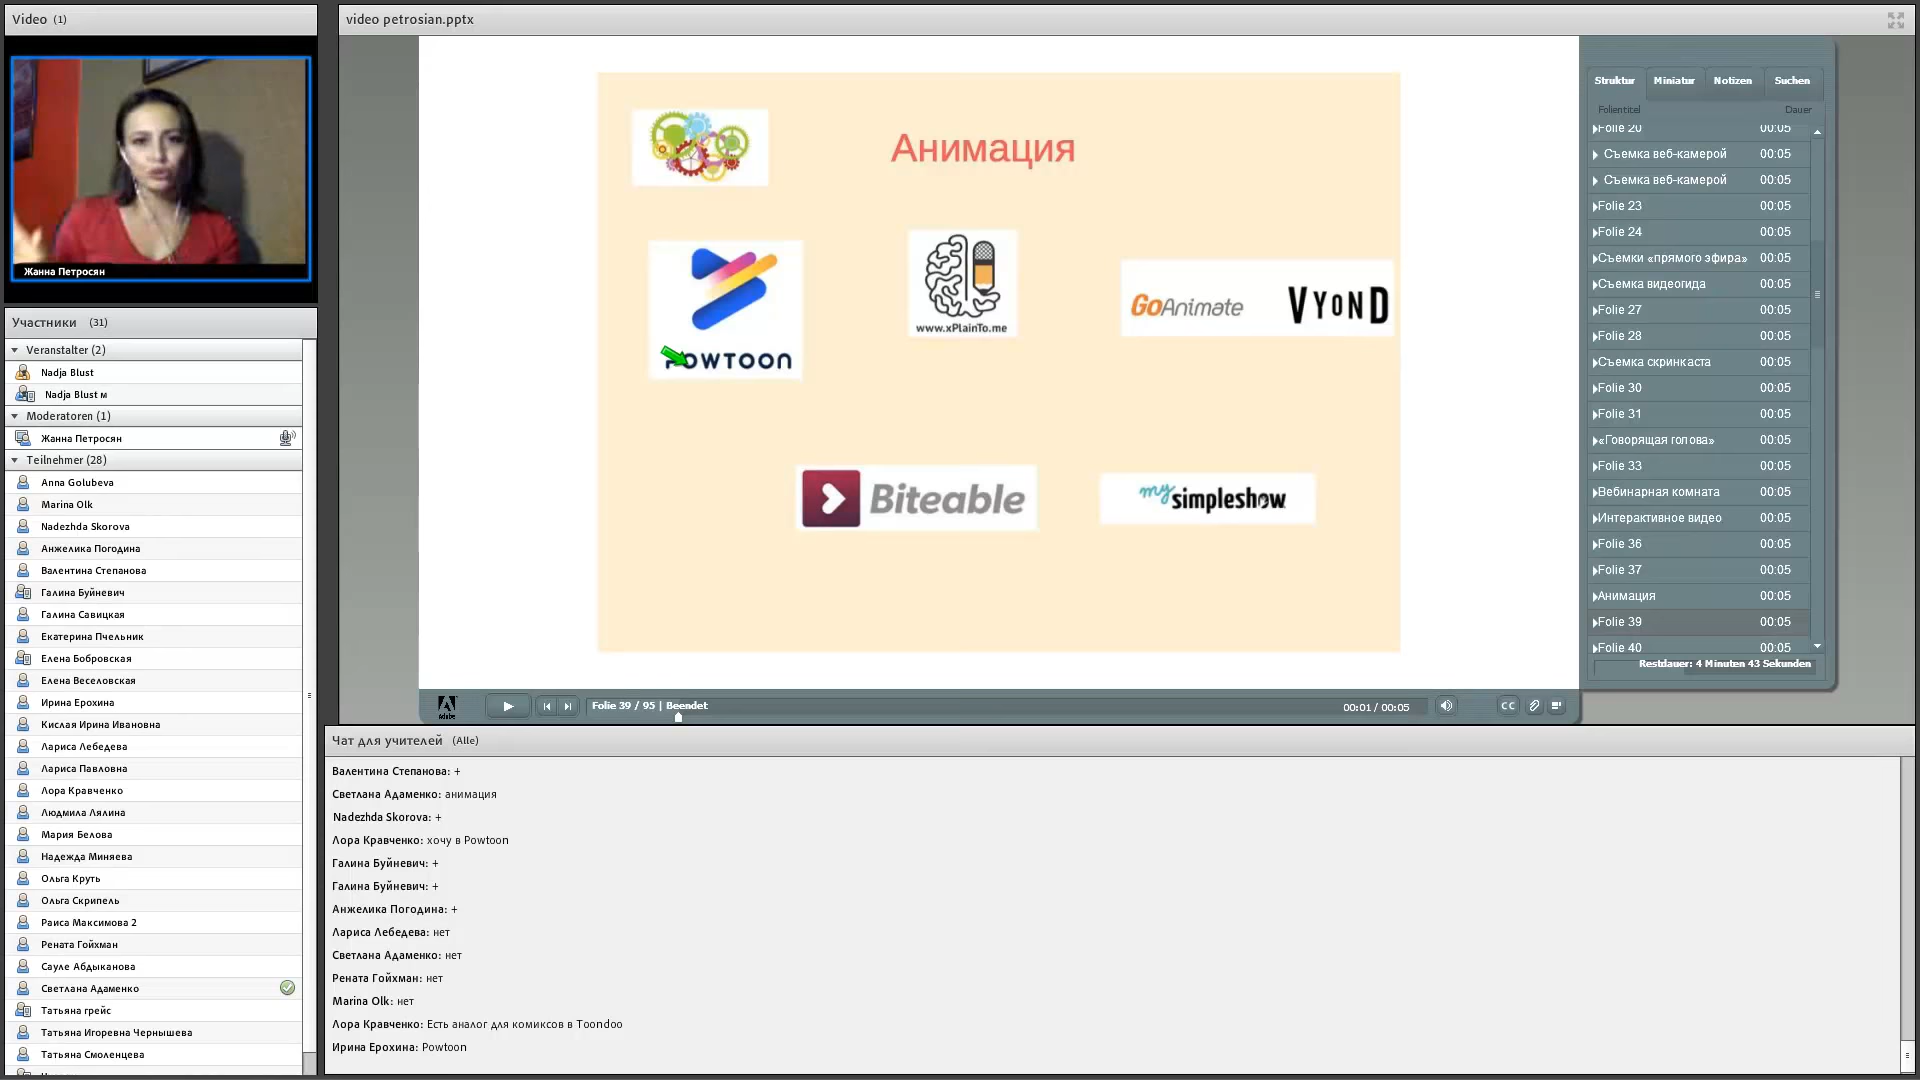 Video (1)
Жанна Петросян
Участники (31)
Veranstalter (2)
Nadja Blust
Nadja Blust м
Moderatoren (1)
Жанна Петросян
Teilnehmer (28)
Anna Golubeva
Marina Olk
Nadezhda Skorova
Анжелика Погодина
Валентина Степанова
Галина Буйневич
Галина Савицкая
Екатерина Пчельник
Елена Бобровская
Елена Веселовская
Ирина Ерохина
Кислая Ирина Ивановна
Лариса Лебедева
Лариса Павловна
Лора Кравченко
Людмила Лялина
Мария Белова
Надежда Миняева
Ольга Круть
Ольга Скрипель
Раиса Максимова 2
Рената Гойхман
Сауле Абдыканова
Светлана Адаменко
Татьяна грейс
Татьяна Игоревна Чернышева
Татьяна Смоленцева
video petrosian.pptx
Анимация
POWTOON
www.xPlainTo.me
GoAnimate VYOND
Biteable
my simpleshow
Adobe
Folie 39 / 95 | Beendet
00:01 / 00:05
CC
Struktur Miniatur Notizen Suchen
Folientitel Dauer
Folie 20 00:05
Съемка веб-камерой 00:05
Съемка веб-камерой 00:05
Folie 23 00:05
Folie 24 00:05
Съемки «прямого эфира» 00:05
Съемка видеогида 00:05
Folie 27 00:05
Folie 28 00:05
Съемка скринкаста 00:05
Folie 30 00:05
Folie 31 00:05
«Говорящая голова» 00:05
Folie 33 00:05
Вебинарная комната 00:05
Интерактивное видео 00:05
Folie 36 00:05
Folie 37 00:05
Анимация 00:05
Folie 39 00:05
Folie 40 00:05
Restdauer: 4 Minuten 43 Sekunden
Чат для учителей (Alle)
Валентина Степанова: +
Светлана Адаменко: анимация
Nadezhda Skorova: +
Лора Кравченко: хочу в Powtoon
Галина Буйневич: +
Галина Буйневич: +
Анжелика Погодина: +
Лариса Лебедева: нет
Светлана Адаменко: нет
Рената Гойхман: нет
Marina Olk: нет
Лора Кравченко: Есть аналог для комиксов в Toondoo
Ирина Ерохина: Powtoon